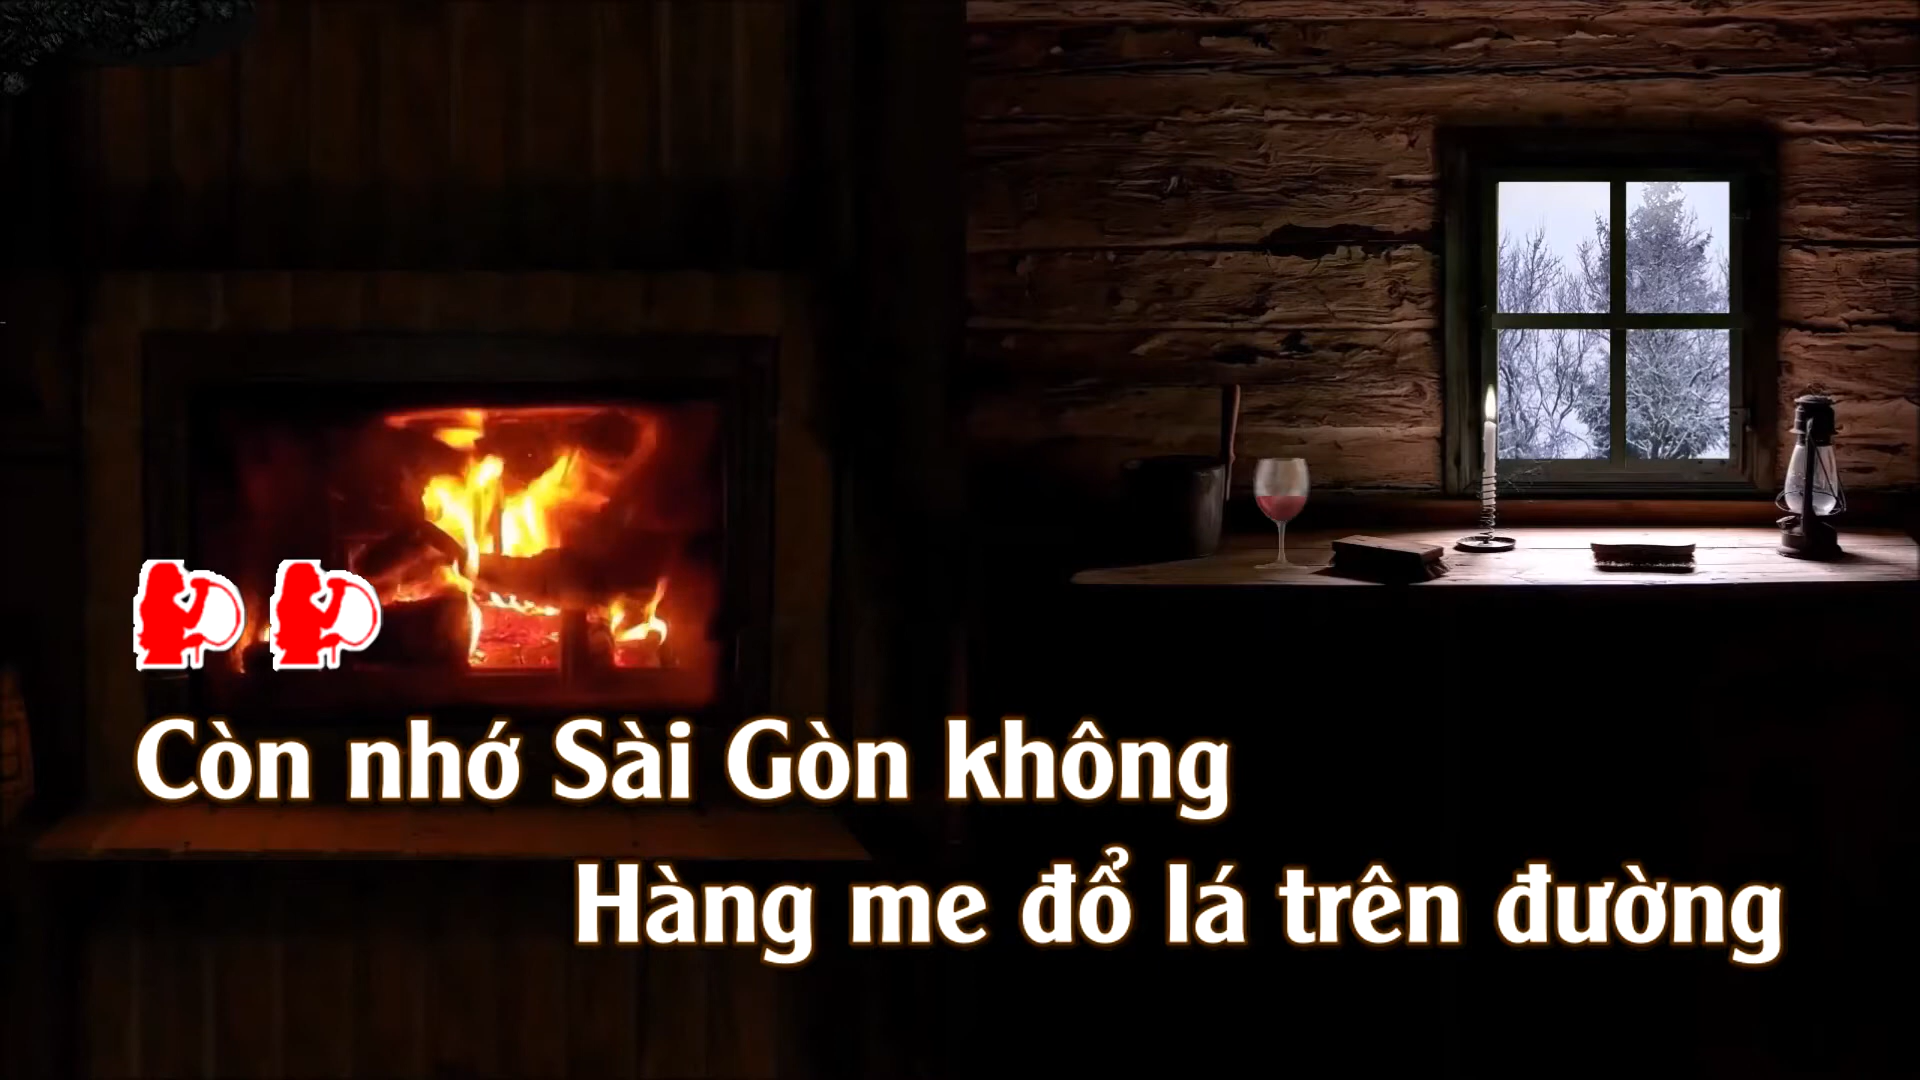 Còn nhớ Sài Gòn không
Hàng me đổ lá trên đường